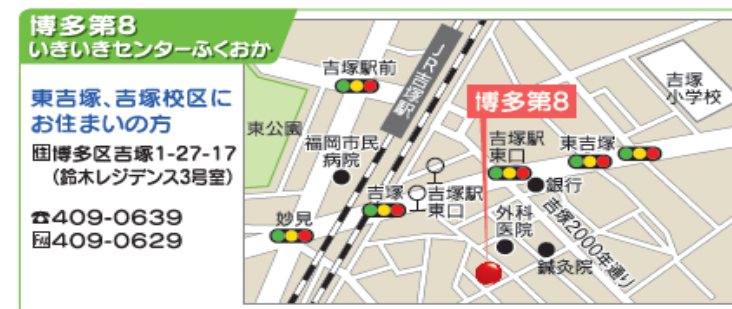 博多第8
いきいきセンターふくおか
東吉塚、吉塚校区に
お住まいの方
住博多区吉塚1-27-17
(鈴木レジデンス3号室)
☎409-0639
FAX409-0629
JR吉塚駅
吉塚駅前
吉塚
小学校
博多第8
東公園
福岡市民
病院
吉塚駅
東口
東吉塚
銀行
吉塚
吉塚駅
東口
妙見
外科
医院
吉塚2000年通り
鍼灸院